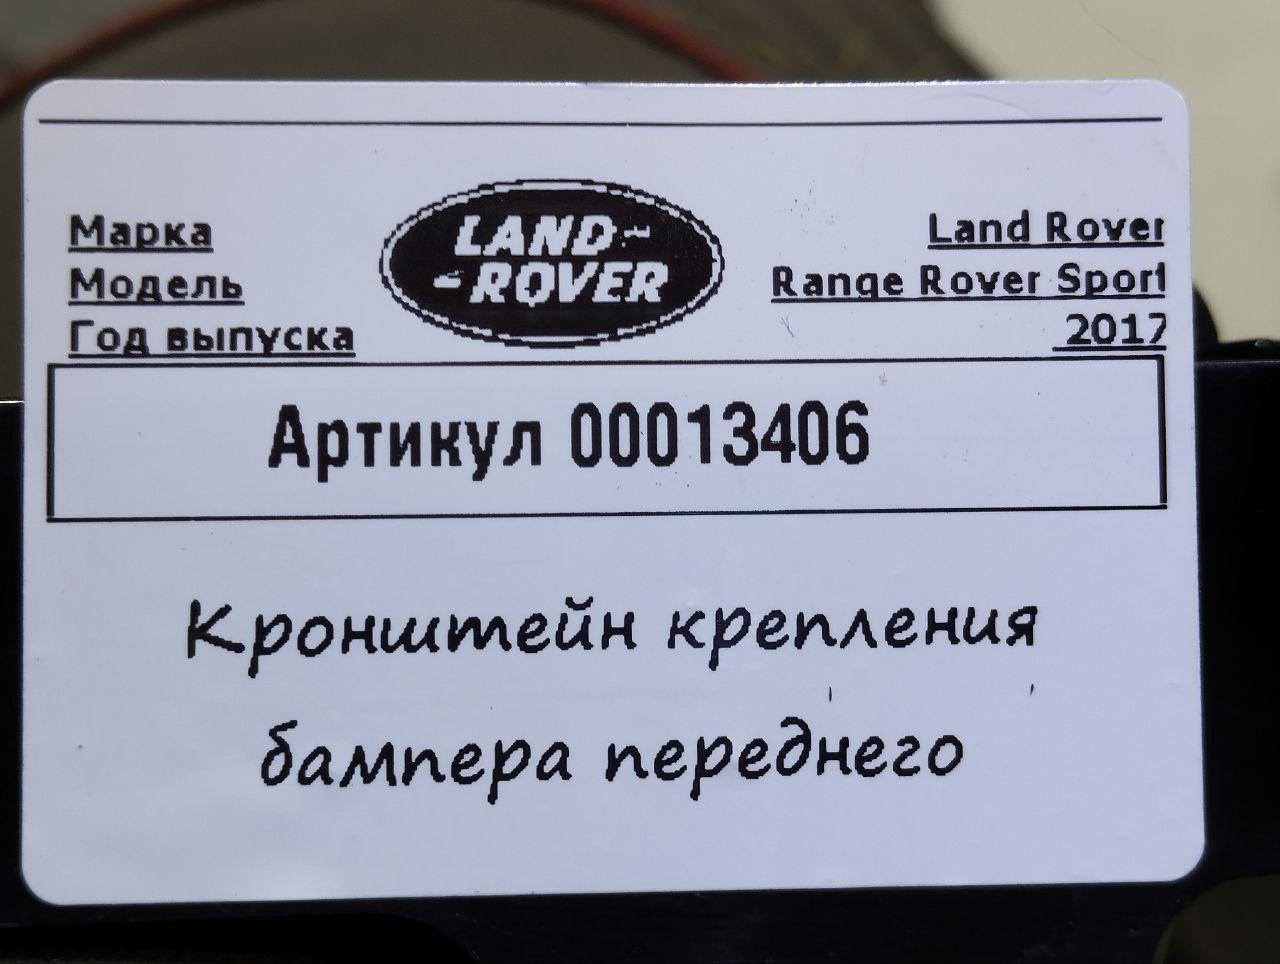 Марка
Модель
Год выпуска
LAND
ROVER
Land Rover
Range Rover Sport
2017
Артикул 00013406
Кронштейн крепления
бампера переднего